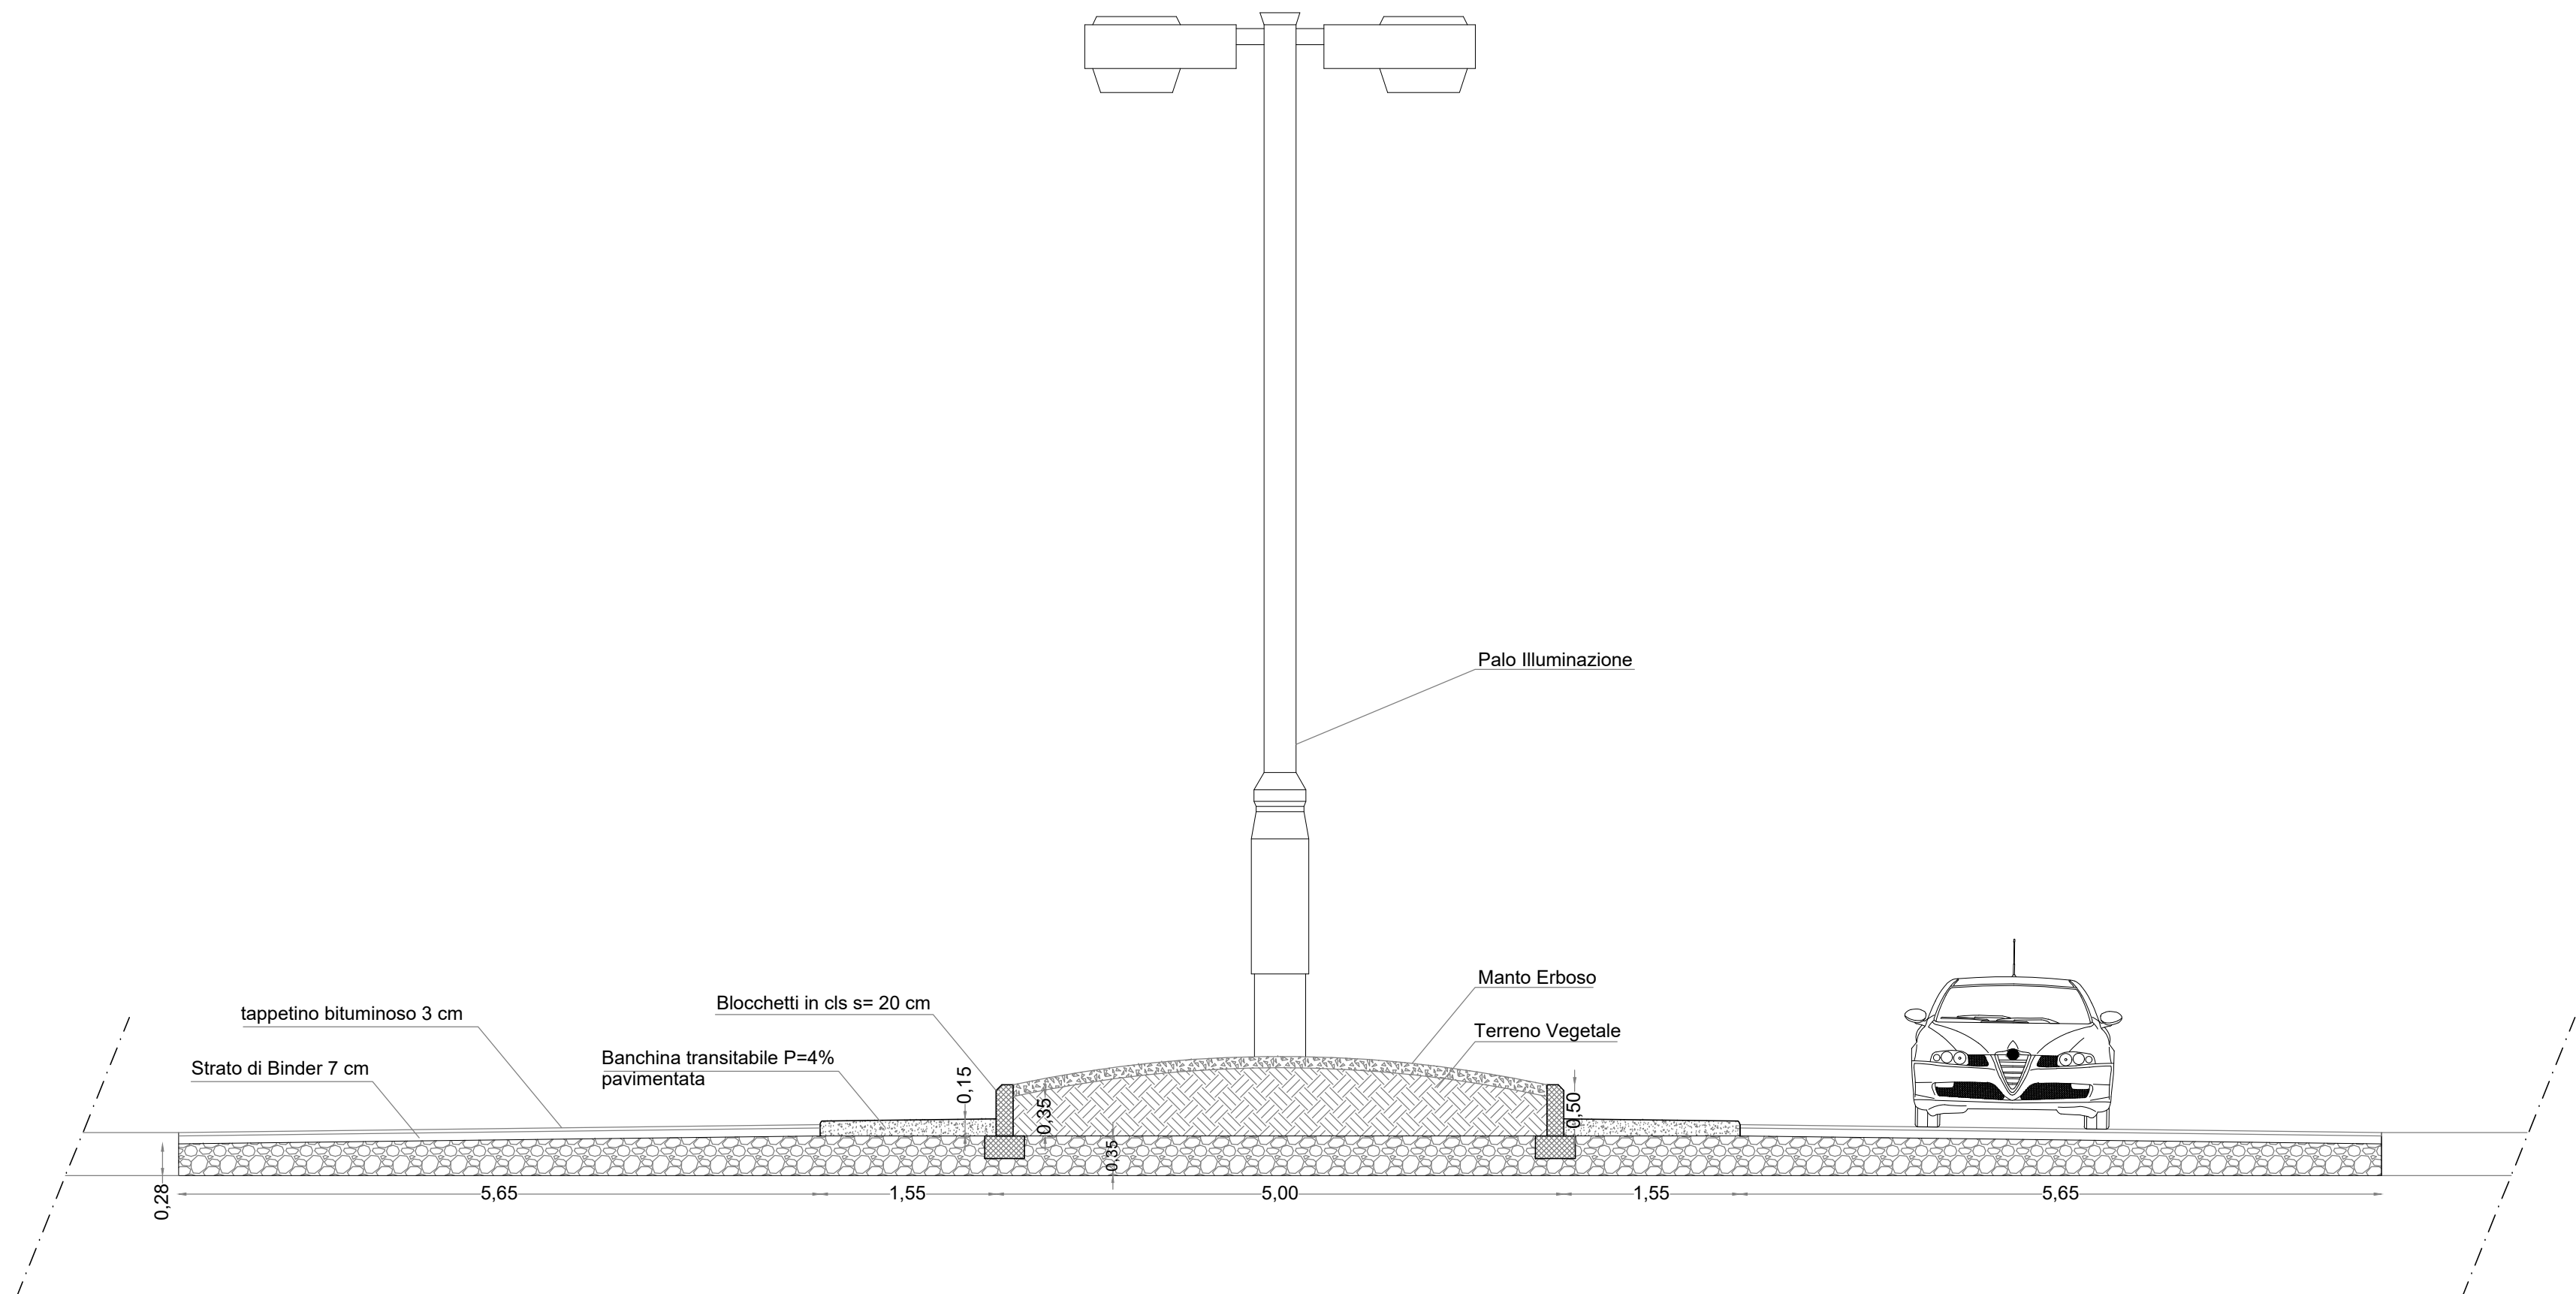 Palo Illuminazione
Manto Erboso
Blocchetti in cls s= 20 cm
tappetino bituminoso 3 cm
Terreno Vegetale
Banchina transitabile P=4%
pavimentata
Strato di Binder 7 cm
0,15
0,35
0,50
0,35
0,28
5,65
1,55
5,00
1,55
5,65